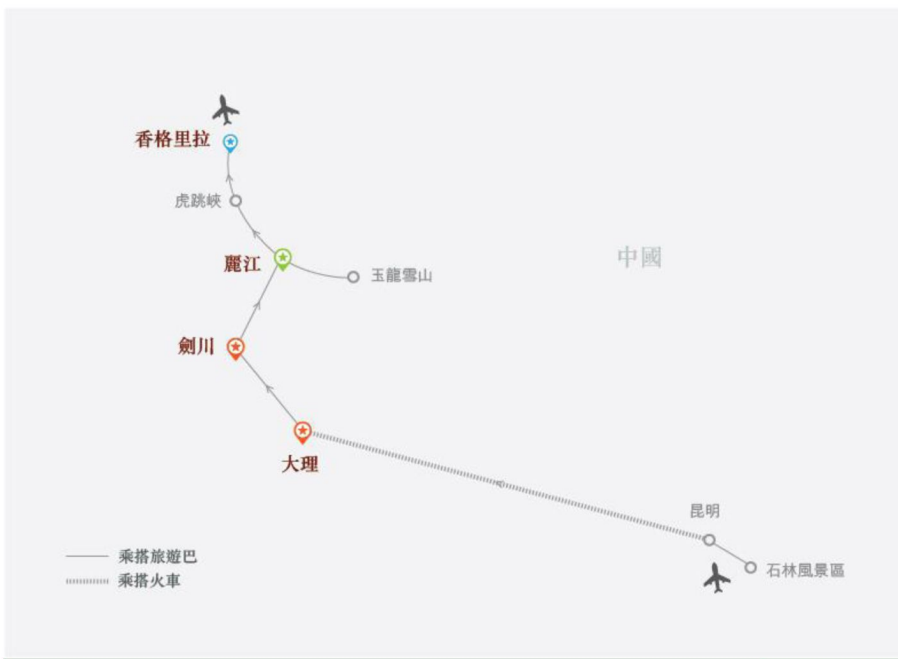 香格里拉
虎跳峽
中國
麗江
玉龍雪山
劍川
大理
昆明
乘搭旅遊巴
石林風景區
乘搭火車